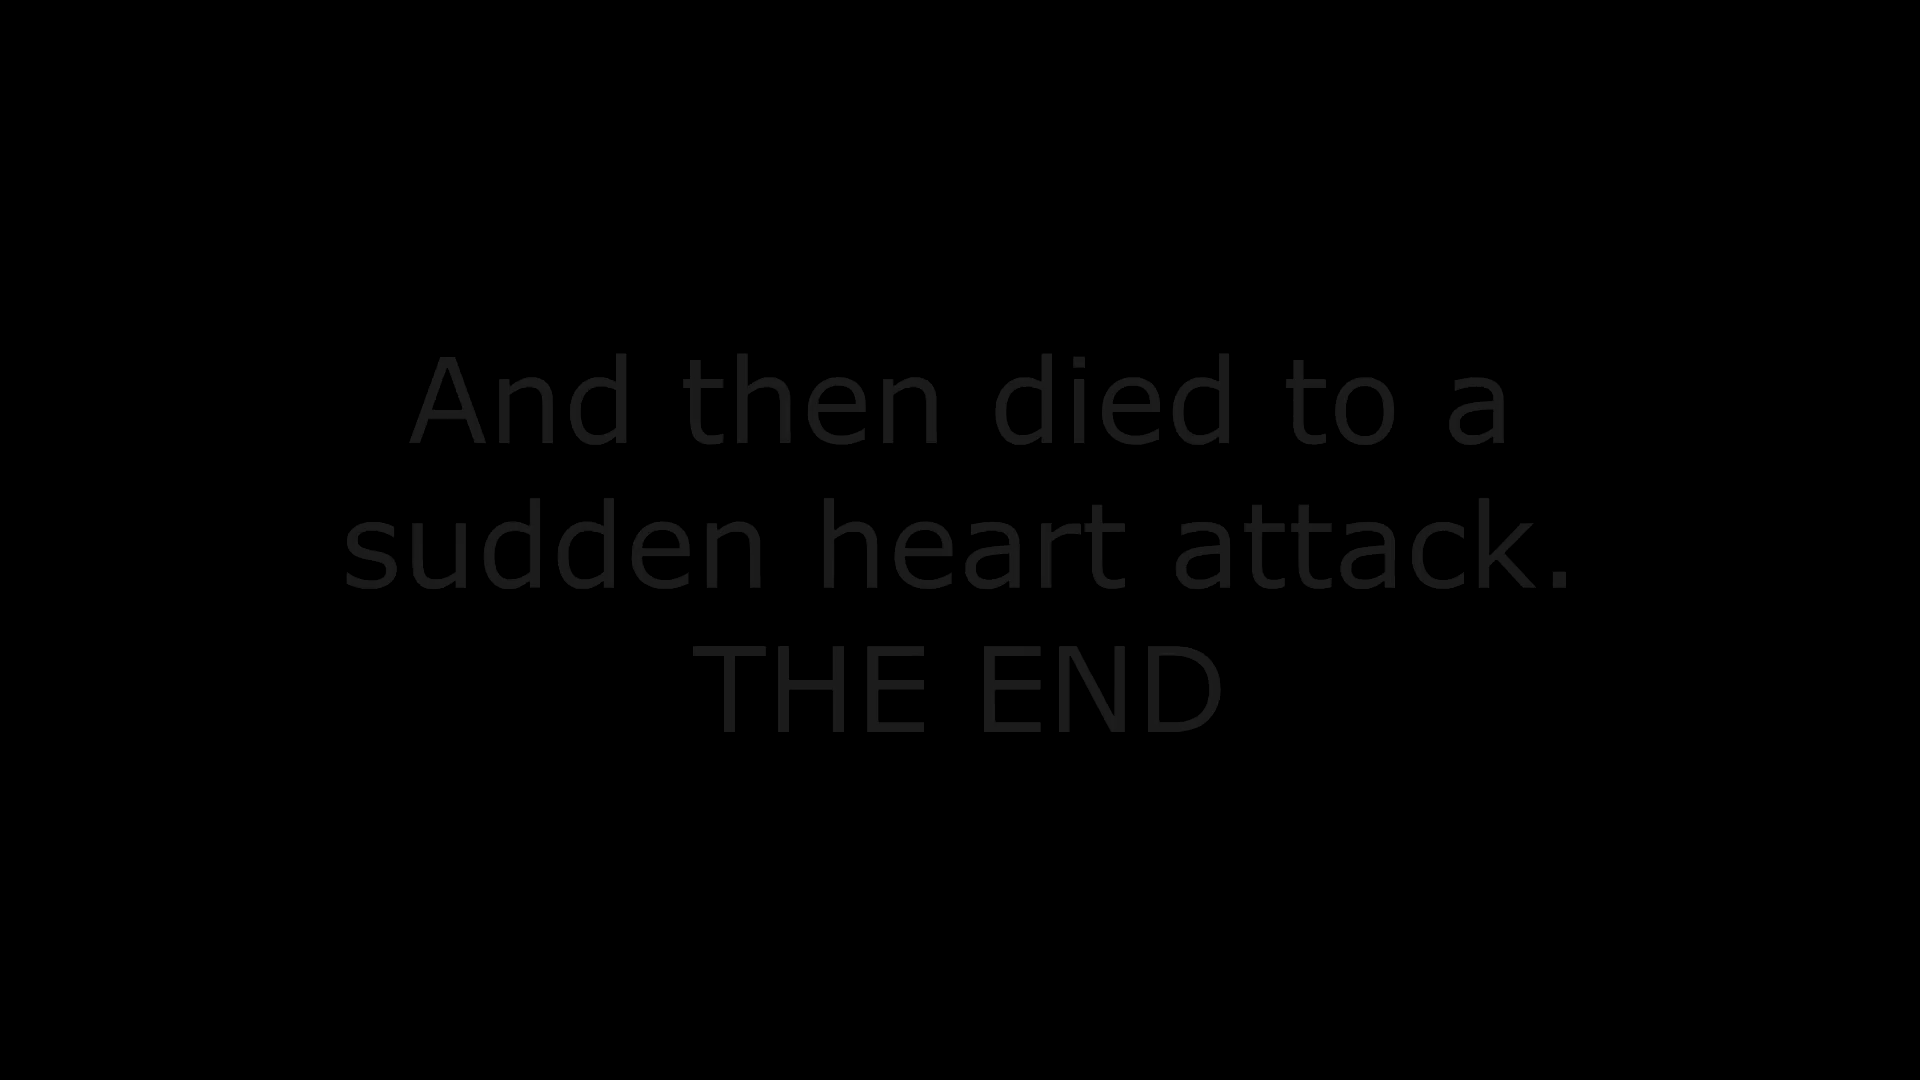 And then died to a
sudden heart attack.
THE END